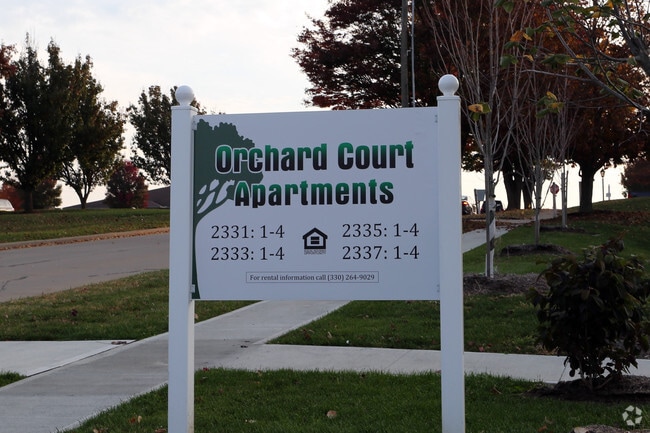 Orchard Court
Apartments
2331: 1-4
2335: 1-4
2333: 1-4
2337: 1-4
For rental information call (330) 264-9029